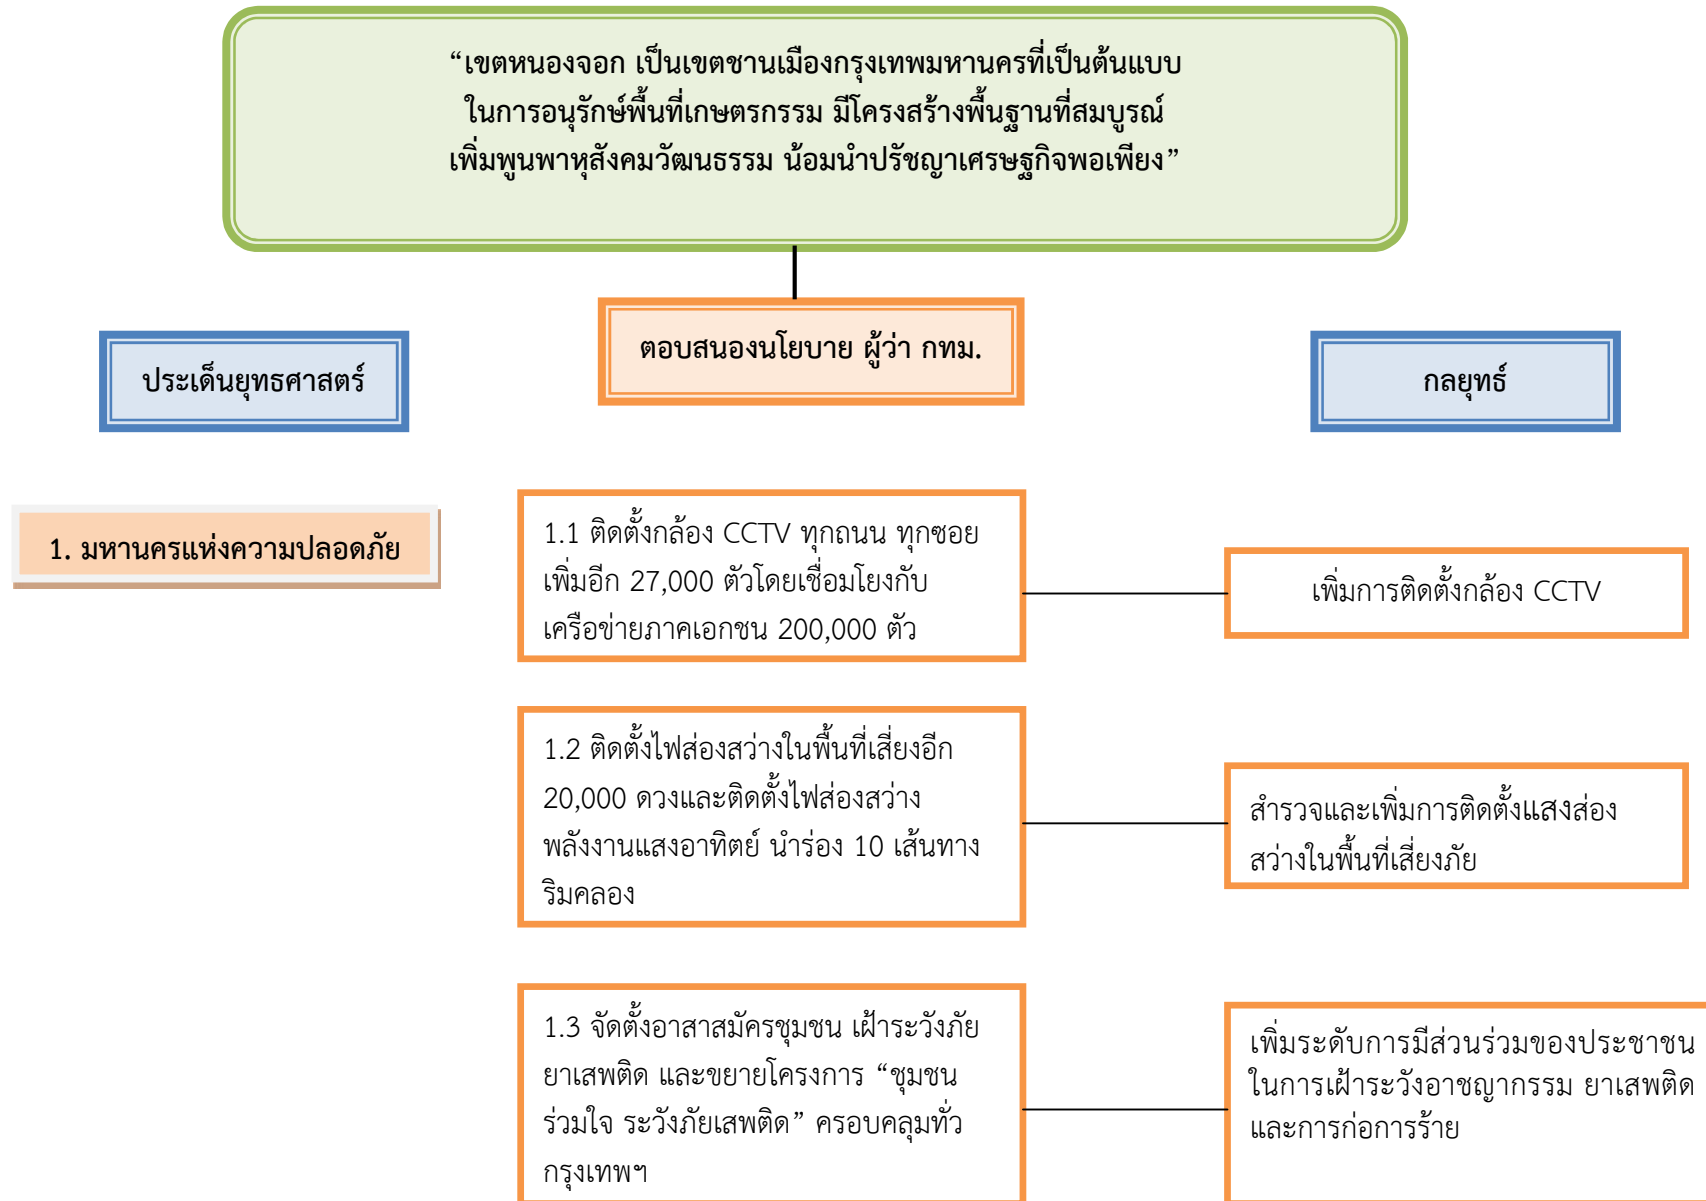 “เขตหนองจอก เป็นเขตชานเมืองกรุงเทพมหานครที่เป็นต้นแบบ
ในการอนุรักษ์พื้นที่เกษตรกรรม มีโครงสร้างพื้นฐานที่สมบูรณ์
เพิ่มพูนพาหุสังคมวัฒนธรรม น้อมนำปรัชญาเศรษฐกิจพอเพียง”
ประเด็นยุทธศาสตร์
ตอบสนองนโยบาย ผู้ว่า กทม.
กลยุทธ์
1. มหานครแห่งความปลอดภัย
1.1 ติดตั้งกล้อง CCTV ทุกถนน ทุกซอย
เพิ่มอีก 27,000 ตัวโดยเชื่อมโยงกับ
เครือข่ายภาคเอกชน 200,000 ตัว
เพิ่มการติดตั้งกล้อง CCTV
1.2 ติดตั้งไฟส่องสว่างในพื้นที่เสี่ยงอีก
20,000 ดวงและติดตั้งไฟส่องสว่าง
พลังงานแสงอาทิตย์ นำร่อง 10 เส้นทาง
ริมคลอง
สำรวจและเพิ่มการติดตั้งแสงส่อง
สว่างในพื้นที่เสี่ยงภัย
1.3 จัดตั้งอาสาสมัครชุมชน เฝ้าระวังภัย
ยาเสพติด และขยายโครงการ “ชุมชน
ร่วมใจ ระวังภัยเสพติด” ครอบคลุมทั่ว
กรุงเทพฯ
เพิ่มระดับการมีส่วนร่วมของประชาชน
ในการเฝ้าระวังอาชญากรรม ยาเสพติด
และการก่อการร้าย